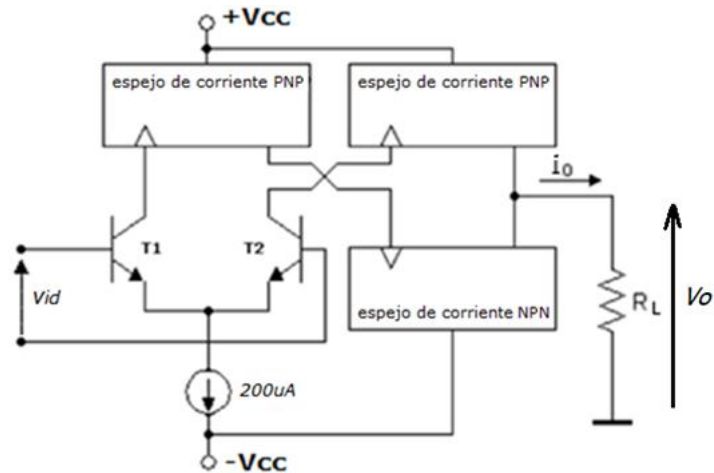 +Vcc
espejo de corriente PNP
espejo de corriente PNP
io
T1
T2
Vid
espejo de corriente NPN
RL
Vo
200uA
-Vcc